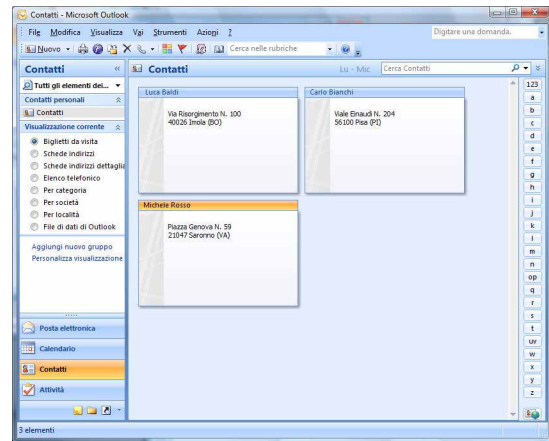 Contatti - Microsoft Outlook
File Modifica Visualizza Vai Strumenti Azioni ? Digitare una domanda.
Nuovo Cerca nelle rubriche
Contatti
Tutti gli elementi dei...
Contatti personali
Contatti
Visualizzazione corrente
Biglietti da visita
Schede indirizzi
Schede indirizzi dettaglia
Elenco telefonico
Per categoria
Per società
Per località
File di dati di Outlook
Aggiungi nuovo gruppo
Personalizza visualizzazione
Posta elettronica
Calendario
Contatti
Attività
Contatti Lu - Mic Cerca Contatti
Luca Baldi
Via Risorgimento N. 100
40026 Imola (BO)
Carlo Bianchi
Viale Einaudi N. 204
56100 Pisa (PI)
Michele Rosso
Piazza Genova N. 59
21047 Saronno (VA)
123
a
b
c
d
e
f
g
h
i
j
k
l
m
n
op
q
r
s
t
uv
w
x
y
z
3 elementi